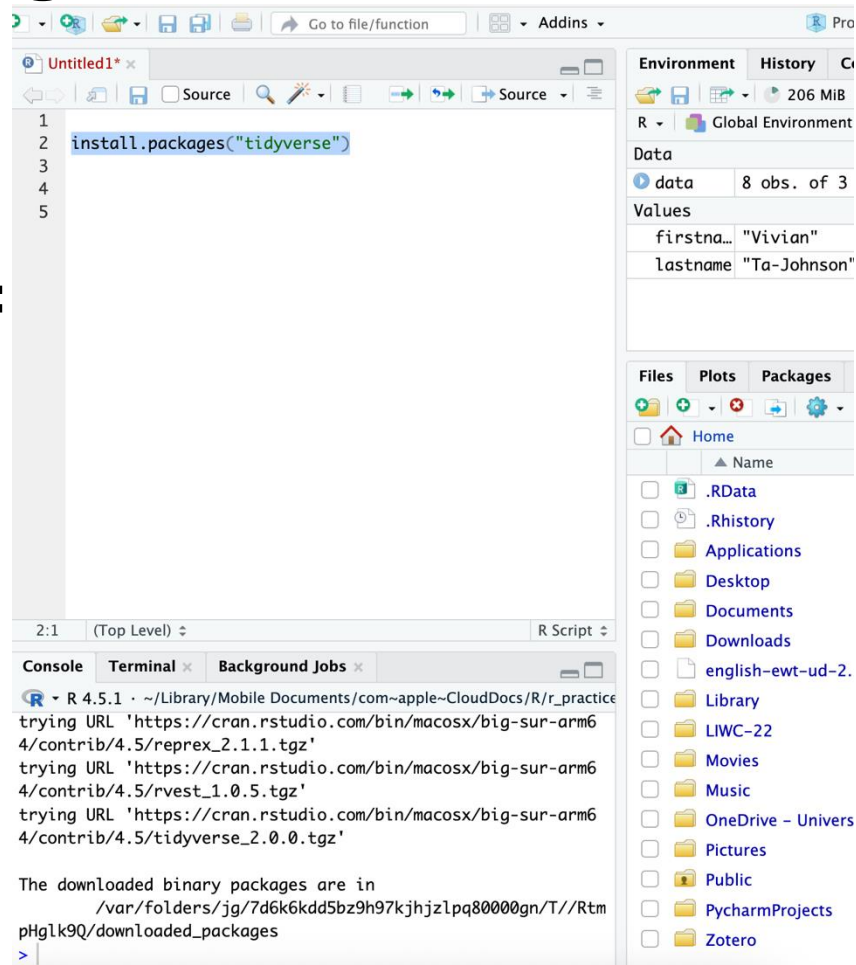 Go to file/function
Addins
Untitled1*
Source
Source
1
2 install.packages("tidyverse")
3
4
5
2:1 (Top Level) R Script
Console Terminal Background Jobs
R 4.5.1 · ~/Library/Mobile Documents/com~apple~CloudDocs/R/r_practice
trying URL 'https://cran.rstudio.com/bin/macosx/big-sur-arm6
4/contrib/4.5/reprex_2.1.1.tgz'
trying URL 'https://cran.rstudio.com/bin/macosx/big-sur-arm6
4/contrib/4.5/rvest_1.0.5.tgz'
trying URL 'https://cran.rstudio.com/bin/macosx/big-sur-arm6
4/contrib/4.5/tidyverse_2.0.0.tgz'
The downloaded binary packages are in
/var/folders/jg/7d6k6kdd5bz9h97kjhjzlpq80000gn/T//Rtm
pHglk9Q/downloaded_packages
>
Pro
Environment History
206 MiB
R Global Environment
Data
data 8 obs. of 3
Values
firstna… "Vivian"
lastname "Ta-Johnson"
Files Plots Packages
Home
Name
.RData
.Rhistory
Applications
Desktop
Documents
Downloads
english-ewt-ud-2.
Library
LIWC-22
Movies
Music
OneDrive - Univers
Pictures
Public
PycharmProjects
Zotero